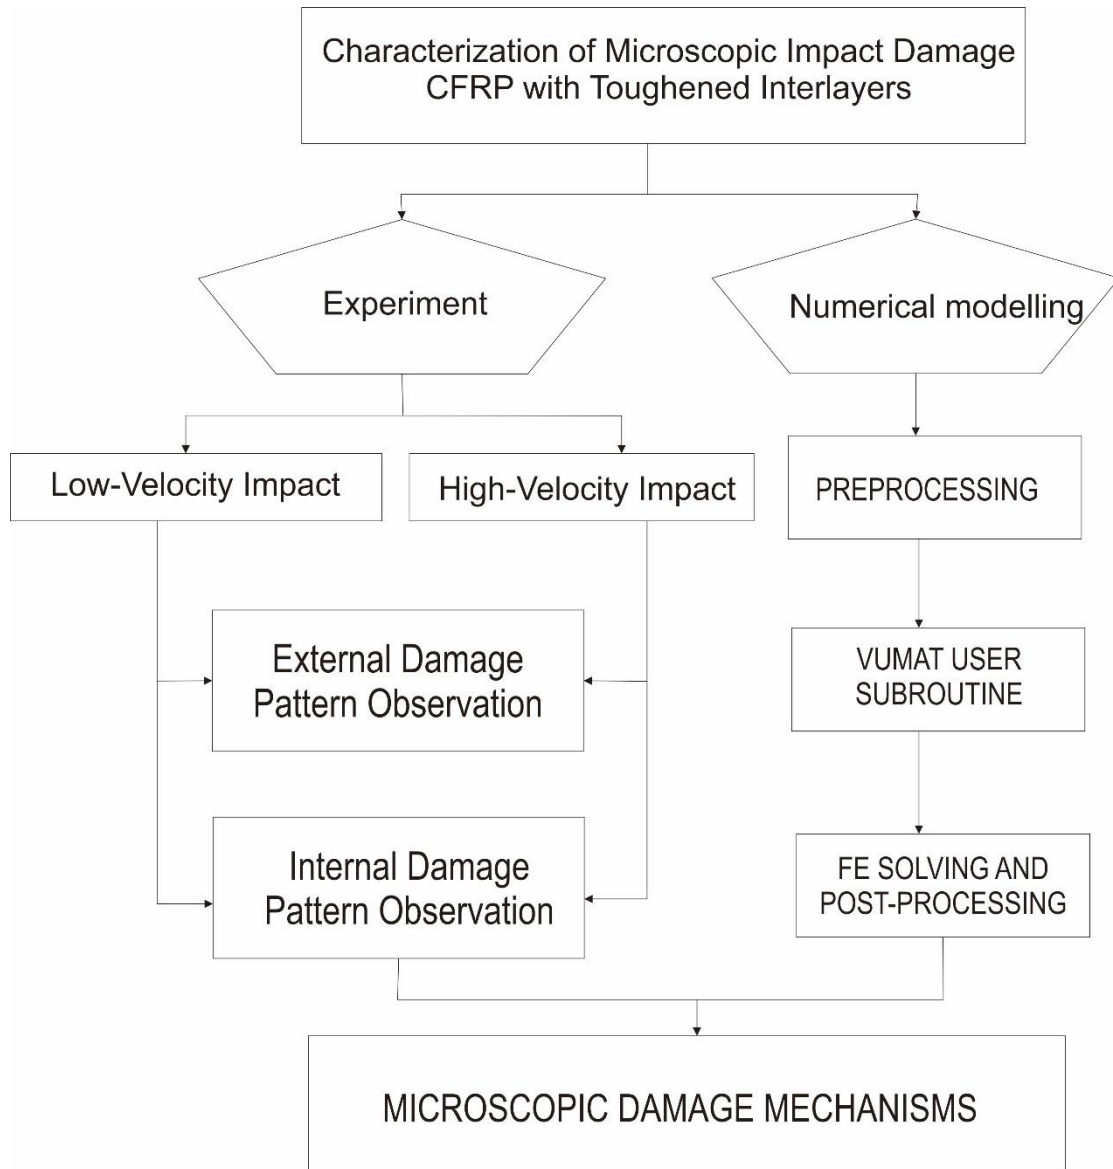 Characterization of Microscopic Impact Damage
CFRP with Toughened Interlayers
Experiment
Numerical modelling
Low-Velocity Impact
High-Velocity Impact
PREPROCESSING
External Damage
Pattern Observation
VUMAT USER
SUBROUTINE
Internal Damage
Pattern Observation
FE SOLVING AND
POST-PROCESSING
MICROSCOPIC DAMAGE MECHANISMS